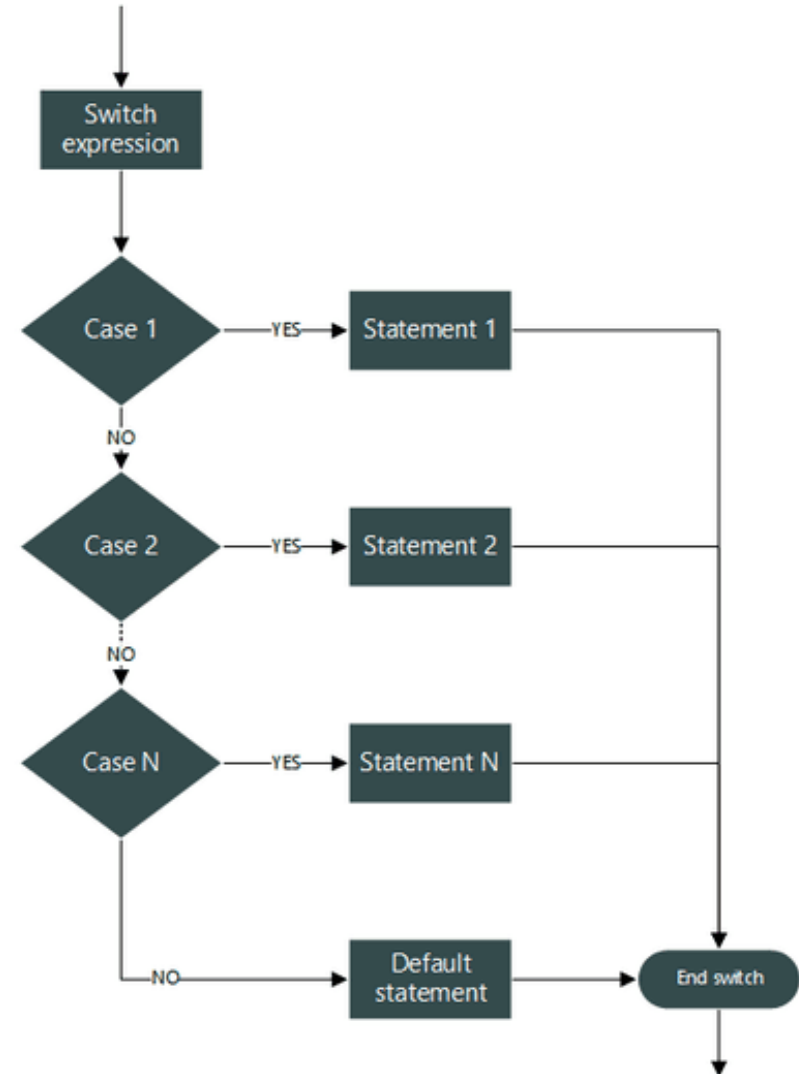 Switch
expression
Case 1
YES
Statement 1
NO
Case 2
YES
Statement 2
NO
Case N
YES
Statement N
NO
Default
statement
End switch